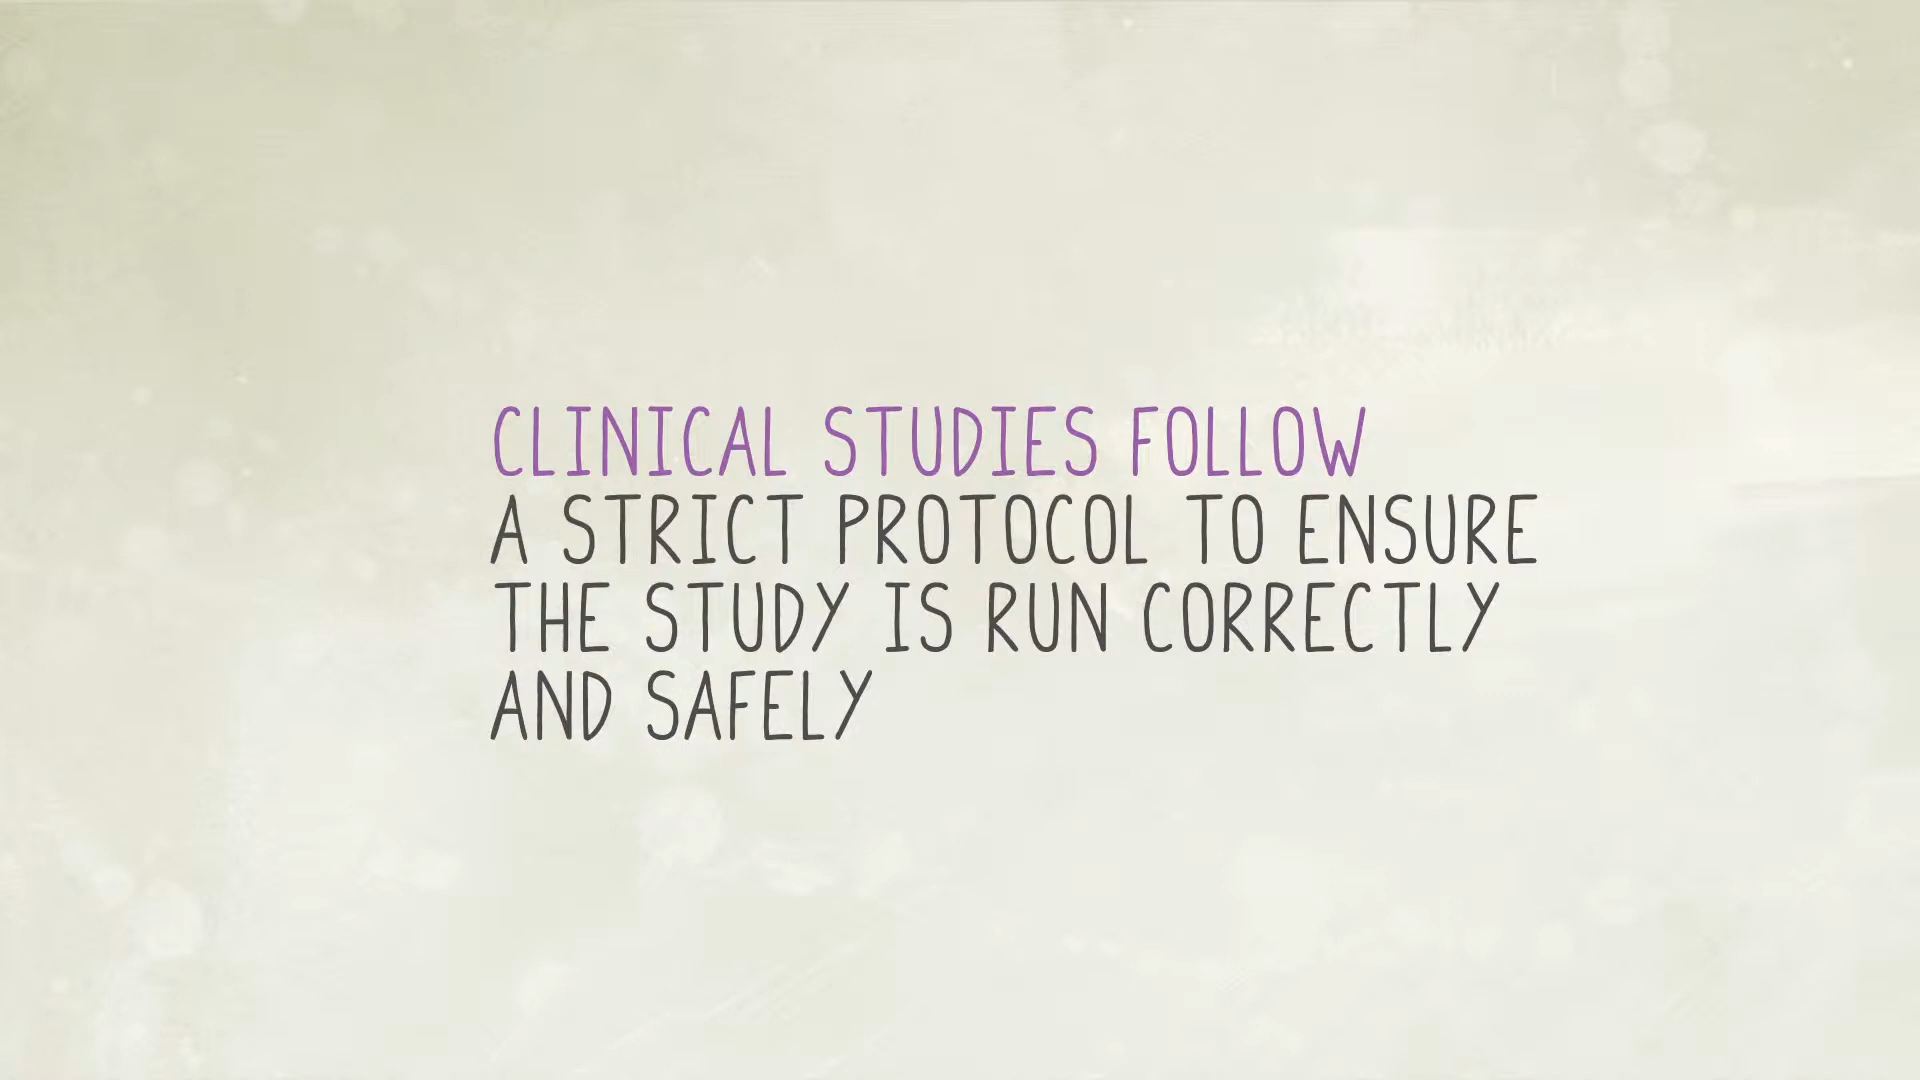 CLINICAL STUDIES FOLLOW
A STRICT PROTOCOL TO ENSURE
THE STUDY IS RUN CORRECTLY
AND SAFELY